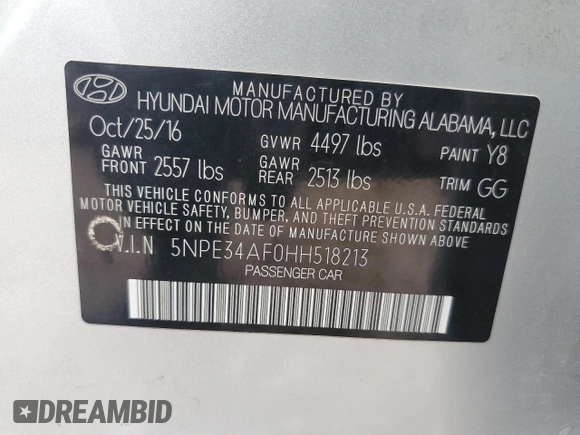 MANUFACTURED BY
HYUNDAI MOTOR MANUFACTURING ALABAMA, LLC
Oct/25/16 GVWR 4497 lbs PAINT Y8
GAWR FRONT 2557 lbs GAWR REAR 2513 lbs TRIM GG
THIS VEHICLE CONFORMS TO ALL APPLICABLE U.S.A. FEDERAL
MOTOR VEHICLE SAFETY, BUMPER, AND THEFT PREVENTION STANDARDS
IN EFFECT ON THE DATE OF MANUFACTURE SHOWN ABOVE.
V.I.N 5NPE34AF0HH518213
PASSENGER CAR
DREAMBID